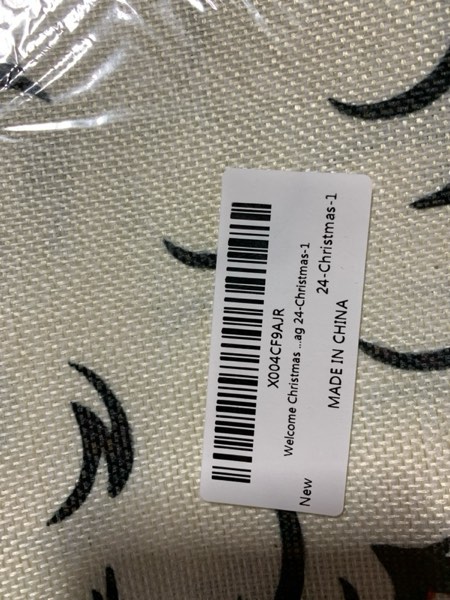 X004CF9AJR
Welcome Christmas ...ag 24-Christmas-1
New
MADE IN CHINA
24-Christmas-1